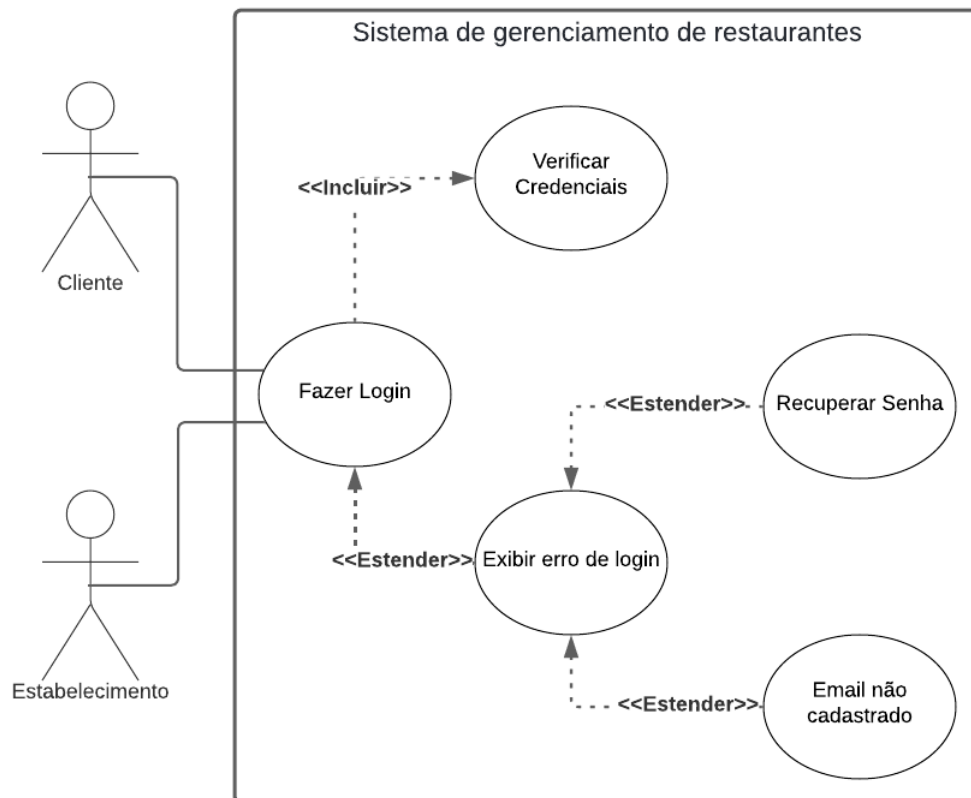 Sistema de gerenciamento de restaurantes
Verificar
Credenciais
<<Incluir>>
Cliente
Fazer Login
<<Estender>>
Recuperar Senha
<<Estender>>
Exibir erro de login
Estabelecimento
<<Estender>>
Email não
cadastrado